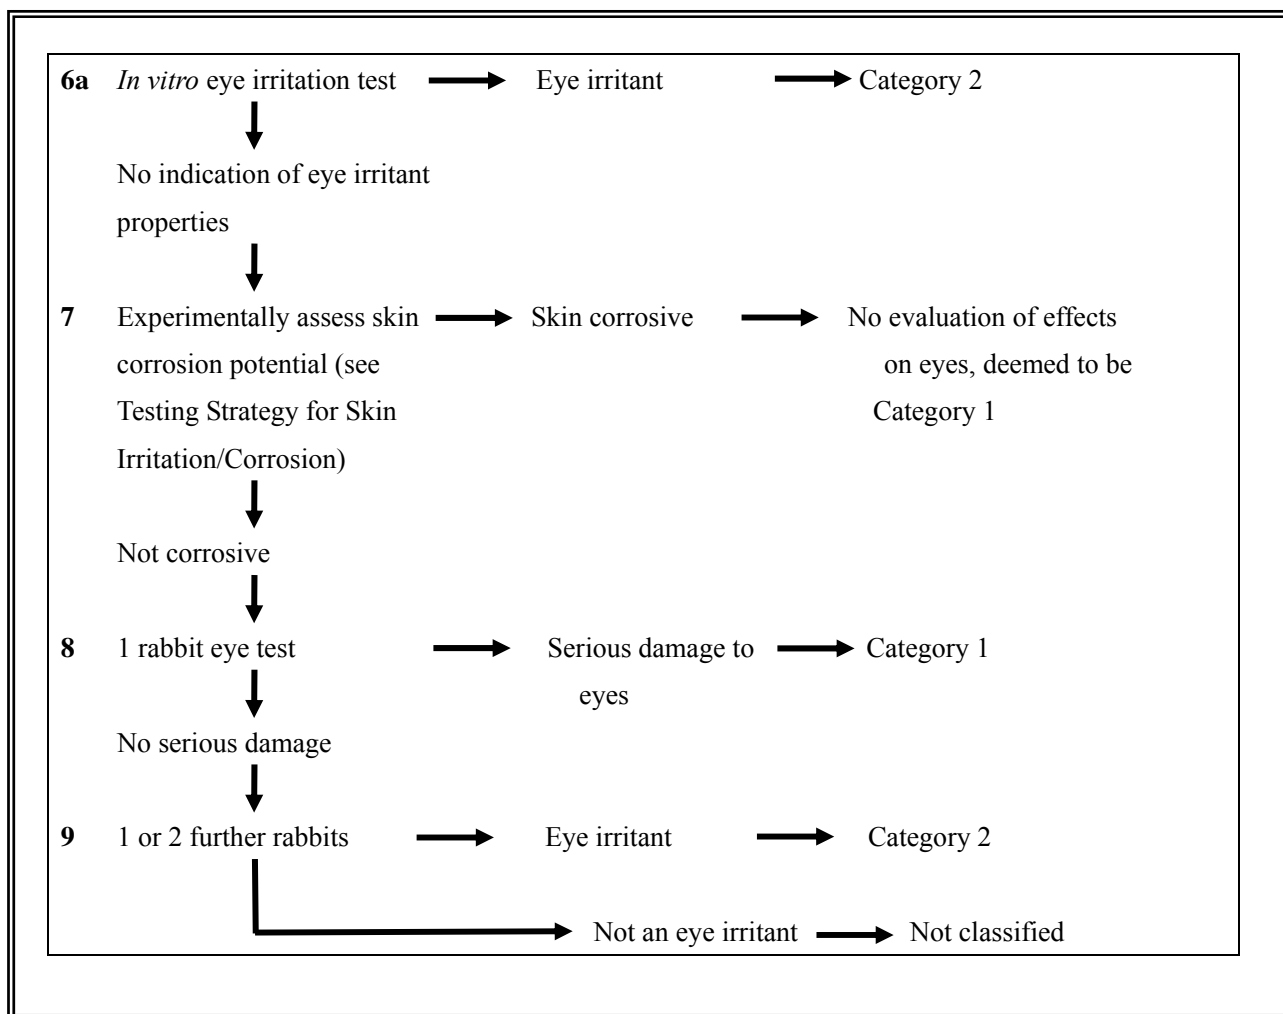 6a In vitro eye irritation test Eye irritant Category 2
No indication of eye irritant
properties
7 Experimentally assess skin Skin corrosive No evaluation of effects
corrosion potential (see on eyes, deemed to be
Testing Strategy for Skin Category 1
Irritation/Corrosion)
Not corrosive
8 1 rabbit eye test Serious damage to Category 1
eyes
No serious damage
9 1 or 2 further rabbits Eye irritant Category 2
Not an eye irritant Not classified